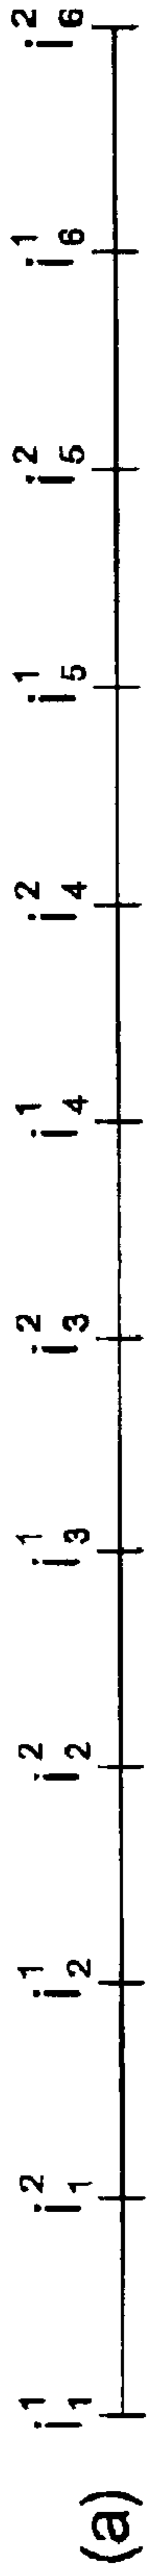 i₁¹ i₁² i₂¹ i₂² i₃¹ i₃² i₄¹ i₄² i₅¹ i₅² i₆¹ i₆²
(a)